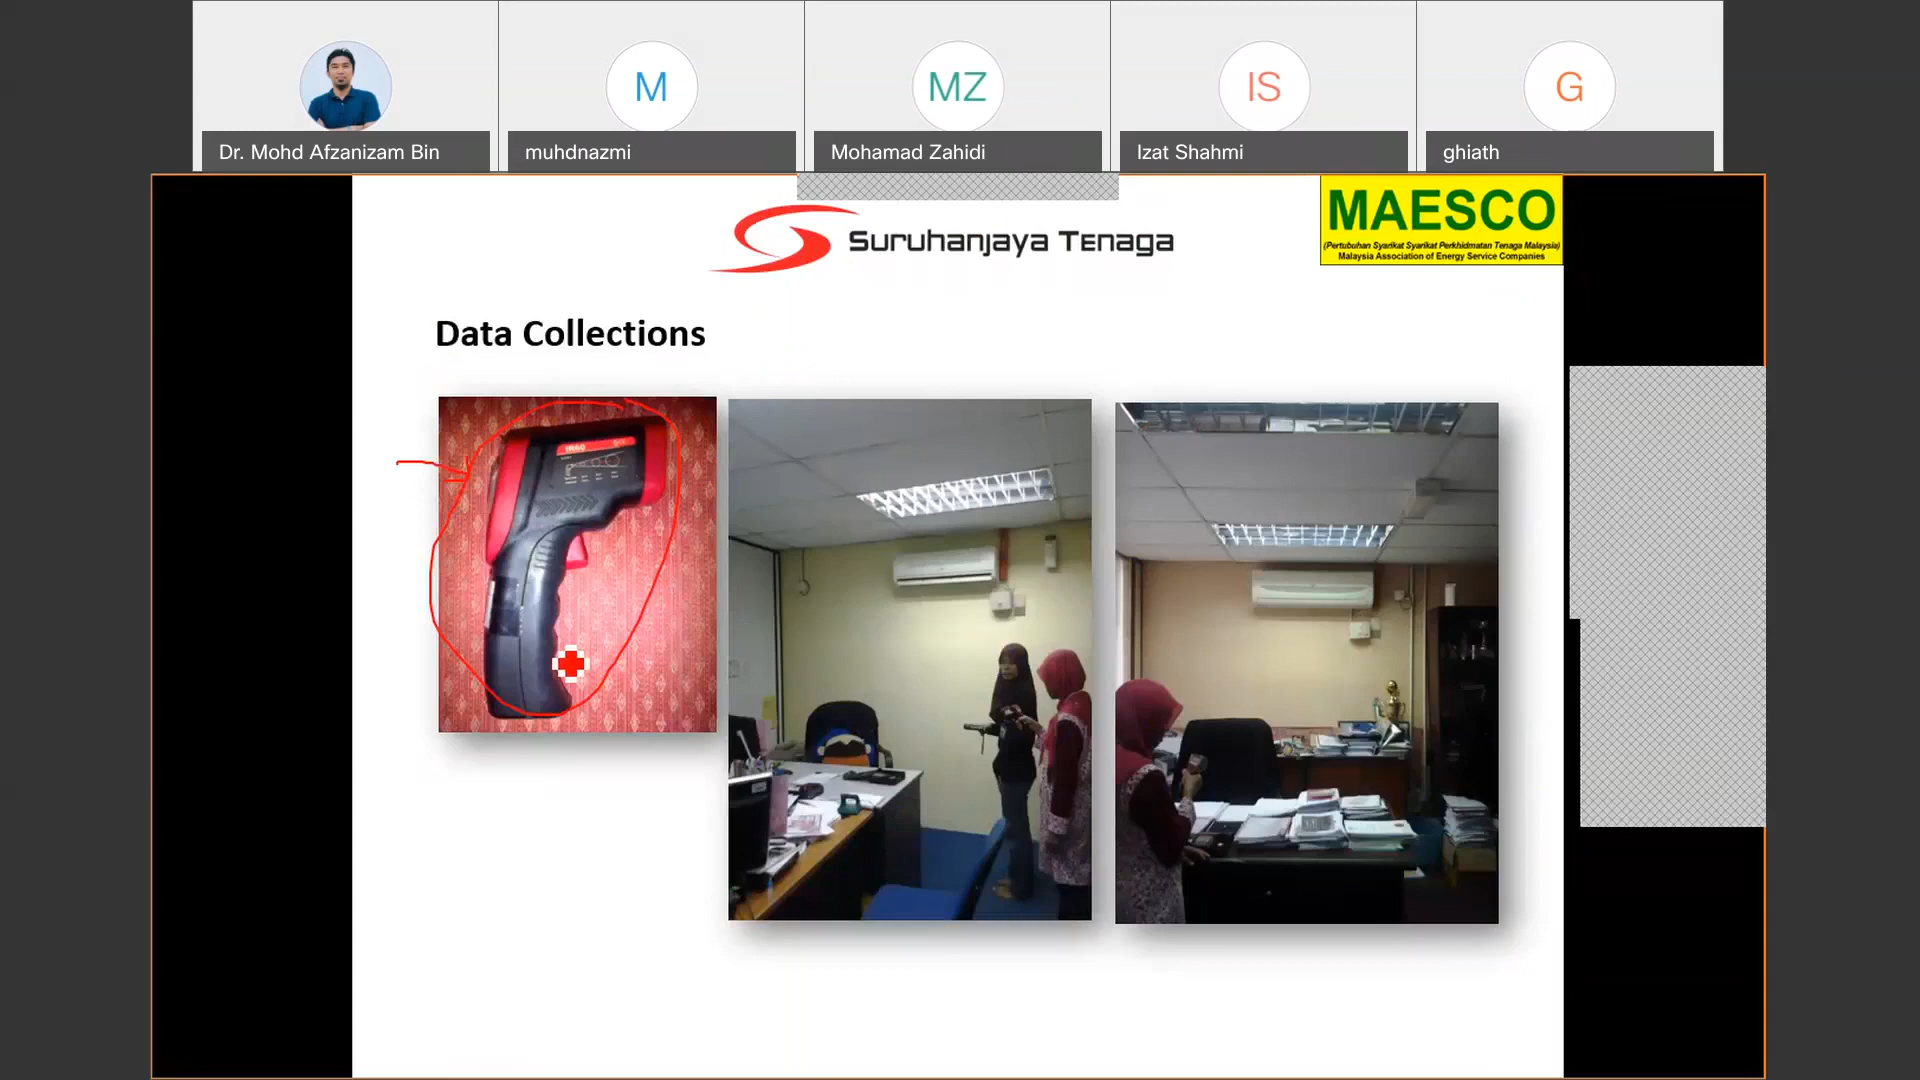 M
MZ
IS
G
Dr. Mohd Afzanizam Bin
muhdnazmi
Mohamad Zahidi
Izat Shahmi
ghiath
Suruhanjaya Tenaga
MAESCO
(Pertubuhan Syarikat Syarikat Perkhidmatan Tenaga Malaysia)
Malaysia Association of Energy Service Companies
Data Collections
IR60